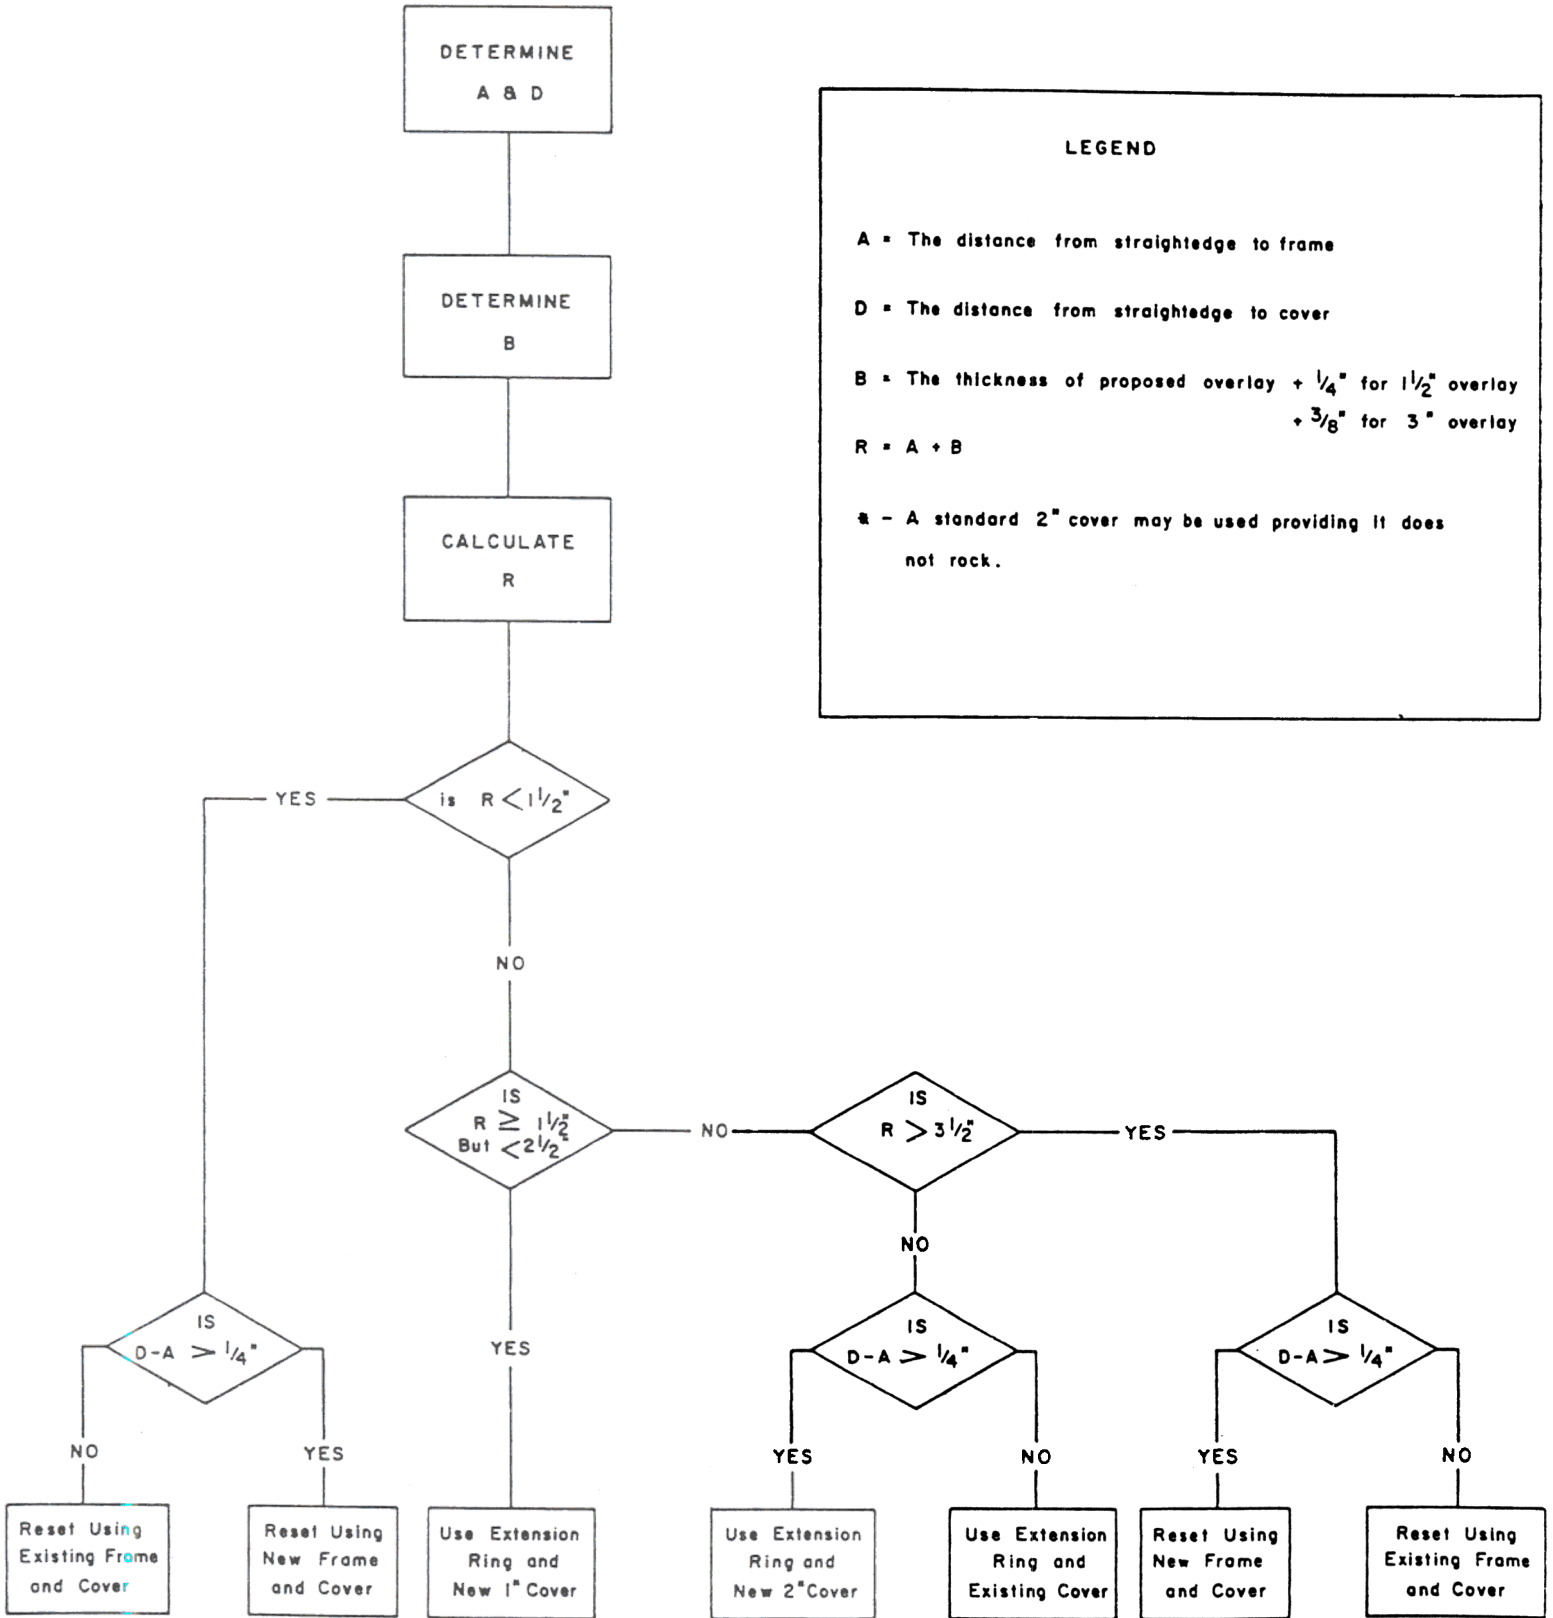 DETERMINE
A & D
DETERMINE
B
CALCULATE
R
LEGEND
A = The distance from straightedge to frame
D = The distance from straightedge to cover
B = The thickness of proposed overlay + 1/4" for 1 1/2" overlay
+ 3/8" for 3" overlay
R = A + B
* - A standard 2" cover may be used providing it does
not rock.
is R < 1 1/2"
YES
NO
IS
R ≥ 1 1/2"
But < 2 1/2"
NO
IS
R > 3 1/2"
YES
NO
YES
IS
D-A > 1/4"
NO
YES
IS
D-A > 1/4"
YES
NO
IS
D-A > 1/4"
YES
NO
Reset Using
Existing Frame
and Cover
Reset Using
New Frame
and Cover
Use Extension
Ring and
New 1" Cover
Use Extension
Ring and
New 2" Cover
Use Extension
Ring and
Existing Cover
Reset Using
New Frame
and Cover
Reset Using
Existing Frame
and Cover